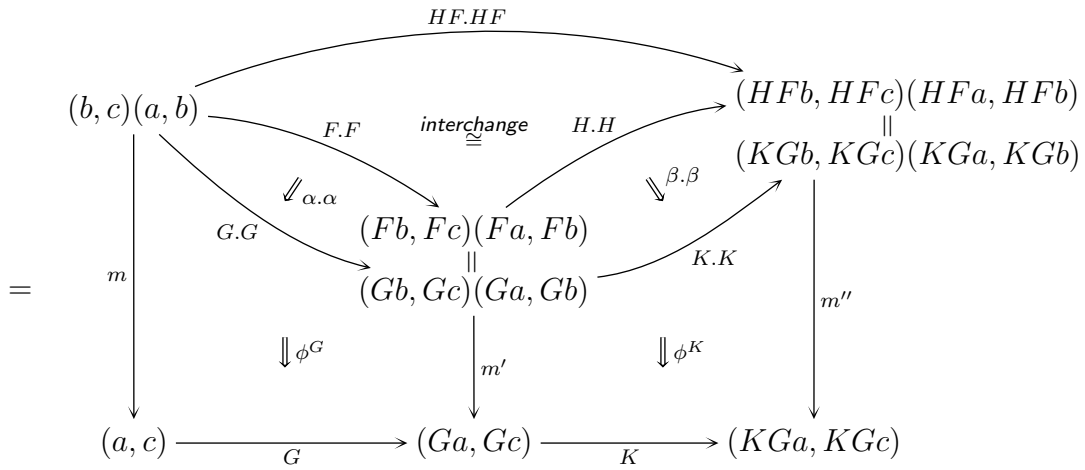 HF.HF
(HFb, HFc)(HFa, HFb)
(b, c)(a, b)
interchange
≅
H.H
F.F
||
(KGb, KGc)(KGa, KGb)
⇙ α.α
⇘ β.β
G.G
(Fb, Fc)(Fa, Fb)
||
K.K
m
(Gb, Gc)(Ga, Gb)
=
m''
⇓ ϕ^G
m'
⇓ ϕ^K
(a, c)
(Ga, Gc)
(KGa, KGc)
G
K